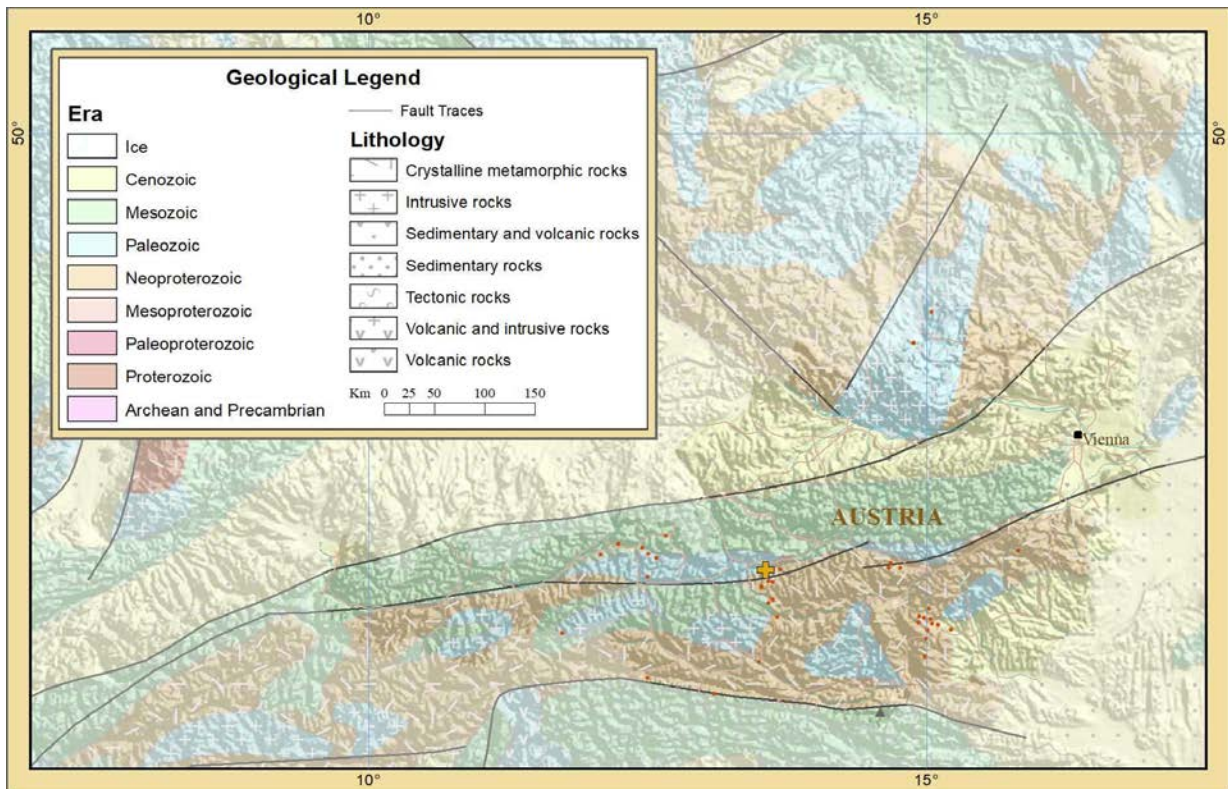 10°
15°
50°
50°
Geological Legend
Era
Ice
Cenozoic
Mesozoic
Paleozoic
Neoproterozoic
Mesoproterozoic
Paleoproterozoic
Proterozoic
Archean and Precambrian
Fault Traces
Lithology
Crystalline metamorphic rocks
Intrusive rocks
Sedimentary and volcanic rocks
Sedimentary rocks
Tectonic rocks
Volcanic and intrusive rocks
Volcanic rocks
Km 0 25 50 100 150
Vienna
AUSTRIA
10°
15°